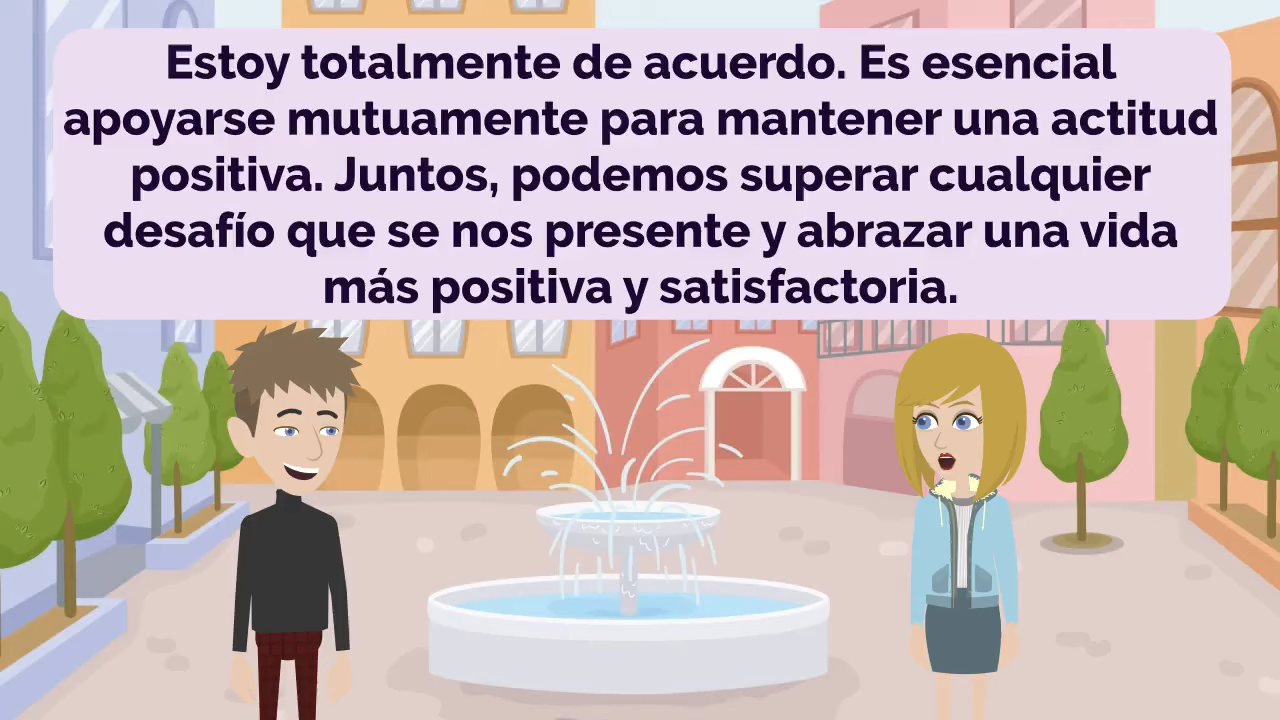 Estoy totalmente de acuerdo. Es esencial
apoyarse mutuamente para mantener una actitud
positiva. Juntos, podemos superar cualquier
desafío que se nos presente y abrazar una vida
más positiva y satisfactoria.